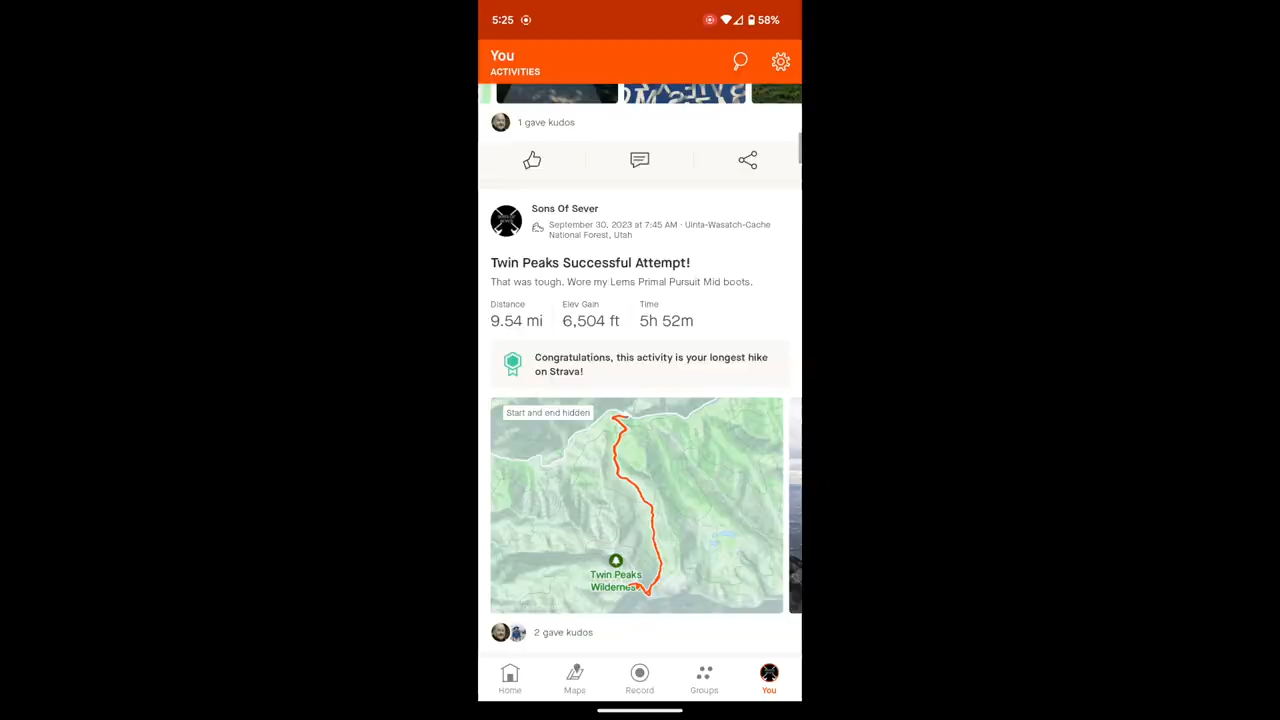 5:25
58%
You
ACTIVITIES
1 gave kudos
Sons Of Sever
September 30, 2023 at 7:45 AM · Uinta-Wasatch-Cache
National Forest, Utah
Twin Peaks Successful Attempt!
That was tough. Wore my Lems Primal Pursuit Mid boots.
Distance
Elev Gain
Time
9.54 mi
6,504 ft
5h 52m
Congratulations, this activity is your longest hike
on Strava!
Start and end hidden
Twin Peaks
Wilderness
2 gave kudos
Home
Maps
Record
Groups
You